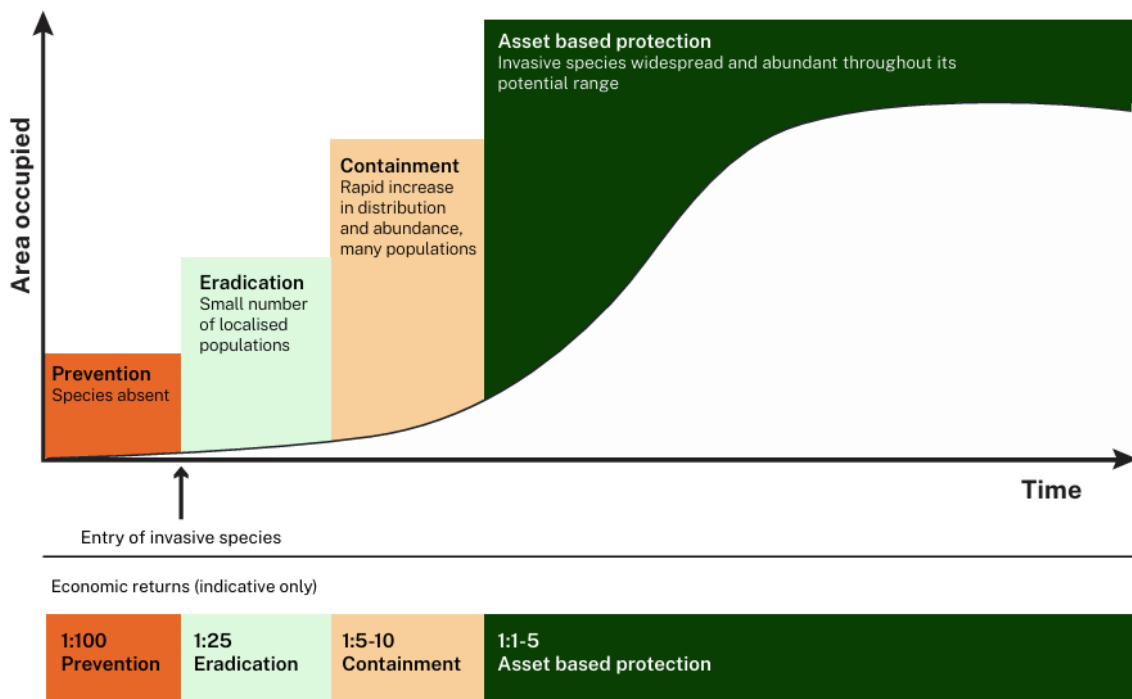 Asset based protection
Invasive species widespread and abundant throughout its
potential range
Area occupied
Containment
Rapid increase
in distribution
and abundance,
many populations
Eradication
Small number
of localised
populations
Prevention
Species absent
Time
Entry of invasive species
Economic returns (indicative only)
1:100
Prevention
1:25
Eradication
1:5-10
Containment
1:1-5
Asset based protection